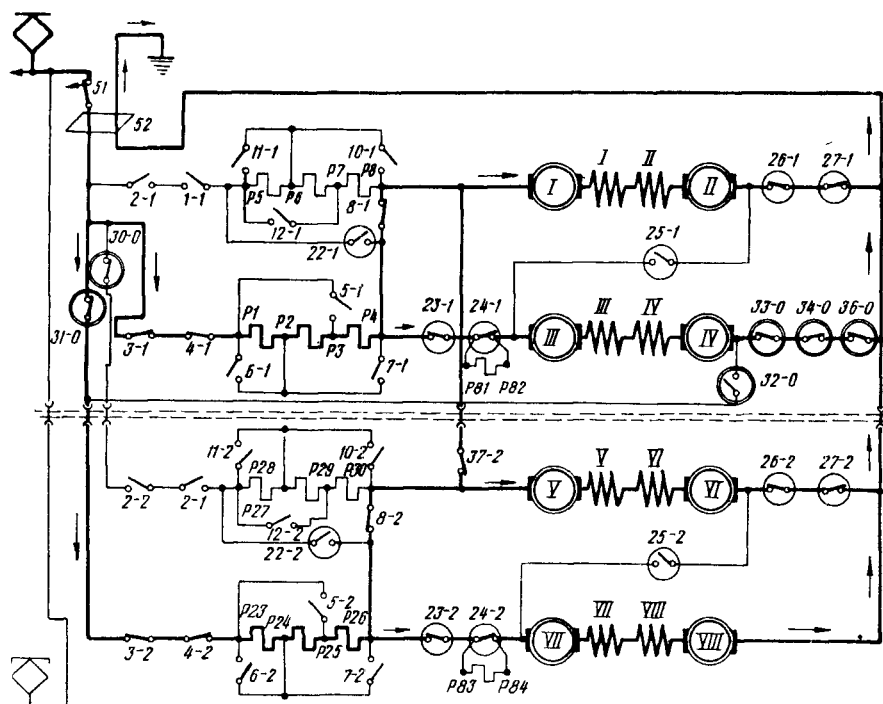 51
52
11-1
10-1
P7
P8
P5
P6
8-1
2-1
1-1
12-1
22-1
I
I
II
II
26-1
27-1
25-1
30-0
31-0
5-1
P1
P2
P3
P4
3-1
4-1
6-1
7-1
23-1
24-1
P81
P82
III
III
IV
IV
33-0
34-0
36-0
32-0
11-2
10-2
P28
P29
P30
P27
37-2
2-2
2-1
12-2
22-2
8-2
V
V
VI
VI
26-2
27-2
25-2
5-2
P23
P24
P25
P26
3-2
4-2
6-2
7-2
23-2
24-2
P83
P84
VII
VII
VIII
VIII